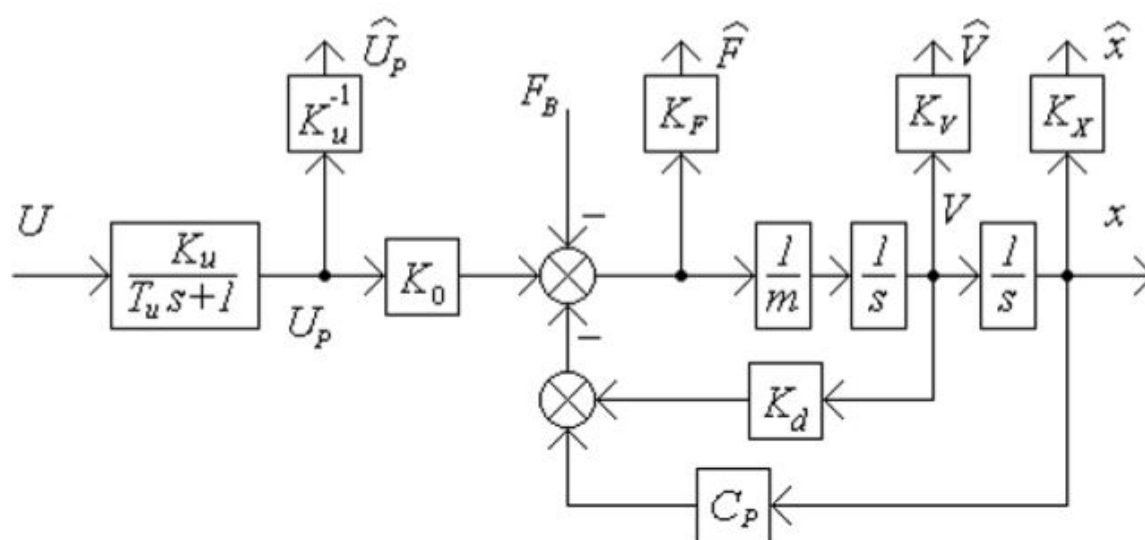 Û_P F̂ V̂ x̂
K_u^{-1} F_B K_F K_V K_X
U V x
K_u / (T_u s+1) K_0 1/m 1/s 1/s
U_P
− −
K_d
C_P